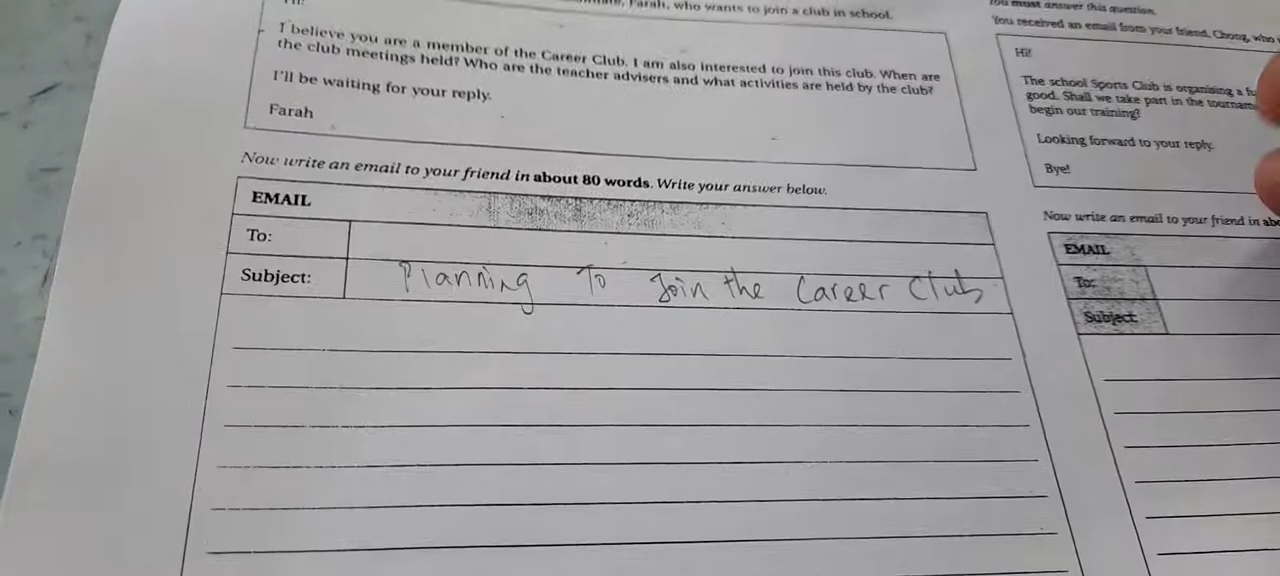 Farah, who wants to join a club in school.
I believe you are a member of the Career Club. I am also interested to join this club. When are
the club meetings held? Who are the teacher advisers and what activities are held by the club?
I'll be waiting for your reply.
Farah
Now write an email to your friend in about 80 words. Write your answer below.
EMAIL
To:
Subject: Planning To Join the Career Club
You must answer this question.
You received an email from your friend, Chong, who
Hi!
The school Sports Club is organising a
good. Shall we take part in the
begin our training?
Looking forward to your reply.
Bye!
Now write an email to your friend in
EMAIL
To:
Subject: